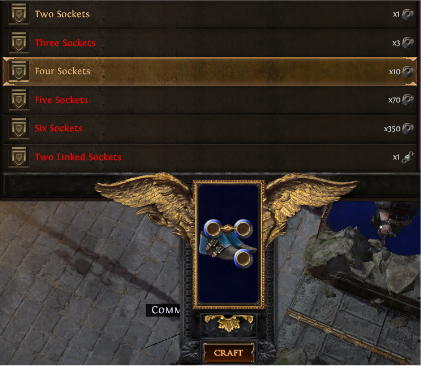 Two Sockets x1
Three Sockets x3
Four Sockets x10
Five Sockets x70
Six Sockets x350
Two Linked Sockets x1
COMM
CRAFT